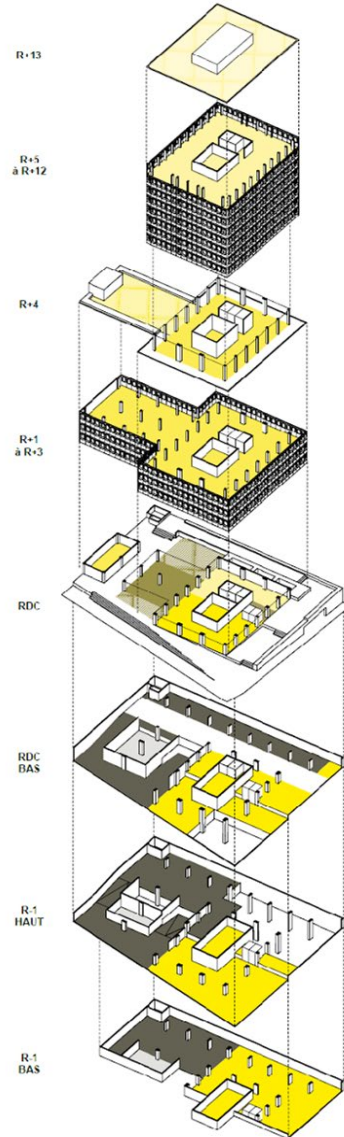 R+13
R+5
à R+12
R+4
R+1
à R+3
RDC
RDC
BAS
R-1
HAUT
R-1
BAS